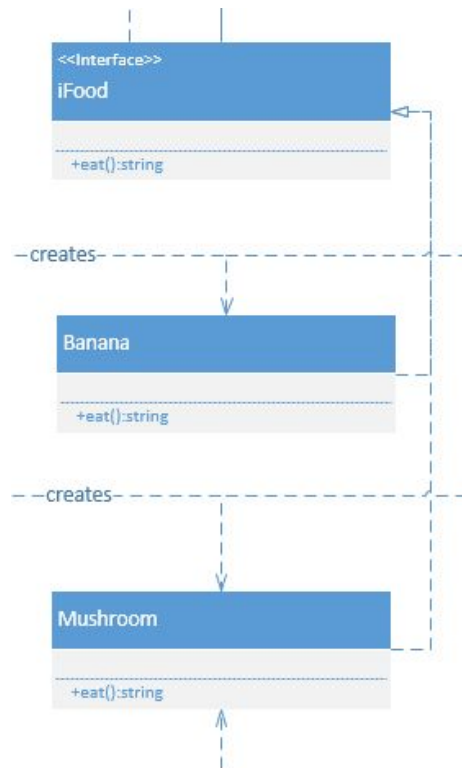 <<Interface>>
iFood
+eat():string
creates
Banana
+eat():string
creates
Mushroom
+eat():string